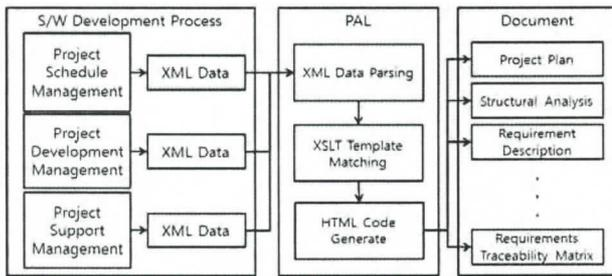 S/W Development Process
Project
Schedule
Management
XML Data
Project
Development
Management
XML Data
Project
Support
Management
XML Data
PAL
XML Data Parsing
XSLT Template
Matching
HTML Code
Generate
Document
Project Plan
Structural Analysis
Requirement
Description
Requirements
Traceability Matrix